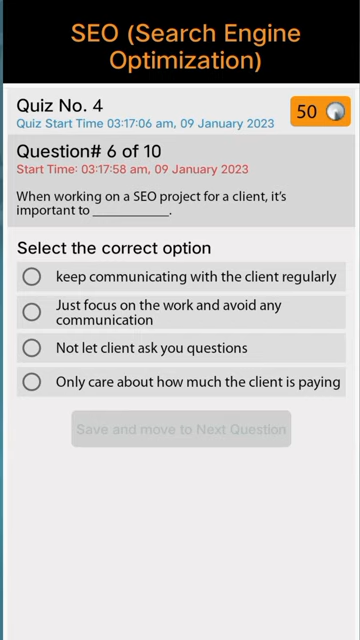 SEO (Search Engine
Optimization)
Quiz No. 4
Quiz Start Time 03:17:06 am, 09 January 2023
50
Question# 6 of 10
Start Time: 03:17:58 am, 09 January 2023
When working on a SEO project for a client, it's
important to ____________.
Select the correct option
keep communicating with the client regularly
Just focus on the work and avoid any
communication
Not let client ask you questions
Only care about how much the client is paying
Save and move to Next Question